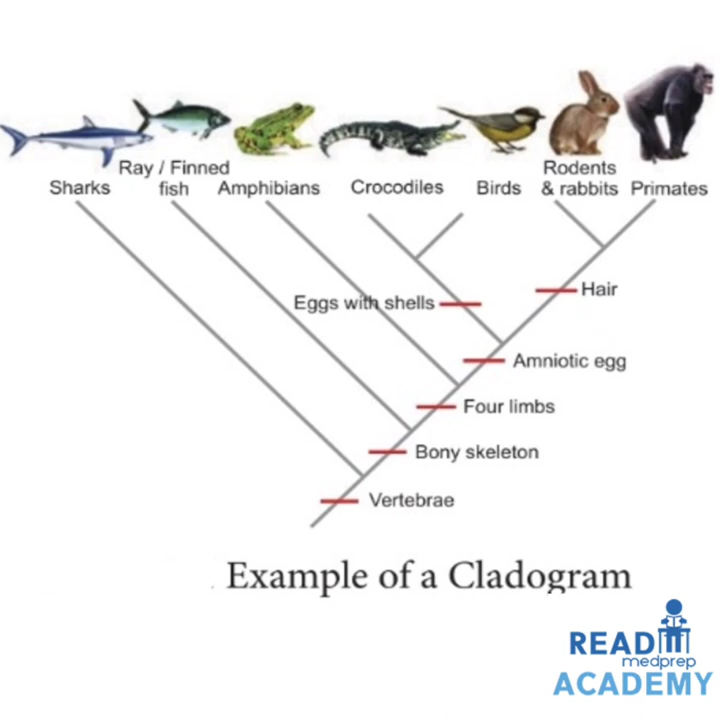 Sharks
Ray / Finned
fish
Amphibians
Crocodiles
Birds
Rodents
& rabbits
Primates
Hair
Eggs with shells
Amniotic egg
Four limbs
Bony skeleton
Vertebrae
Example of a Cladogram
READ
medprep
ACADEMY